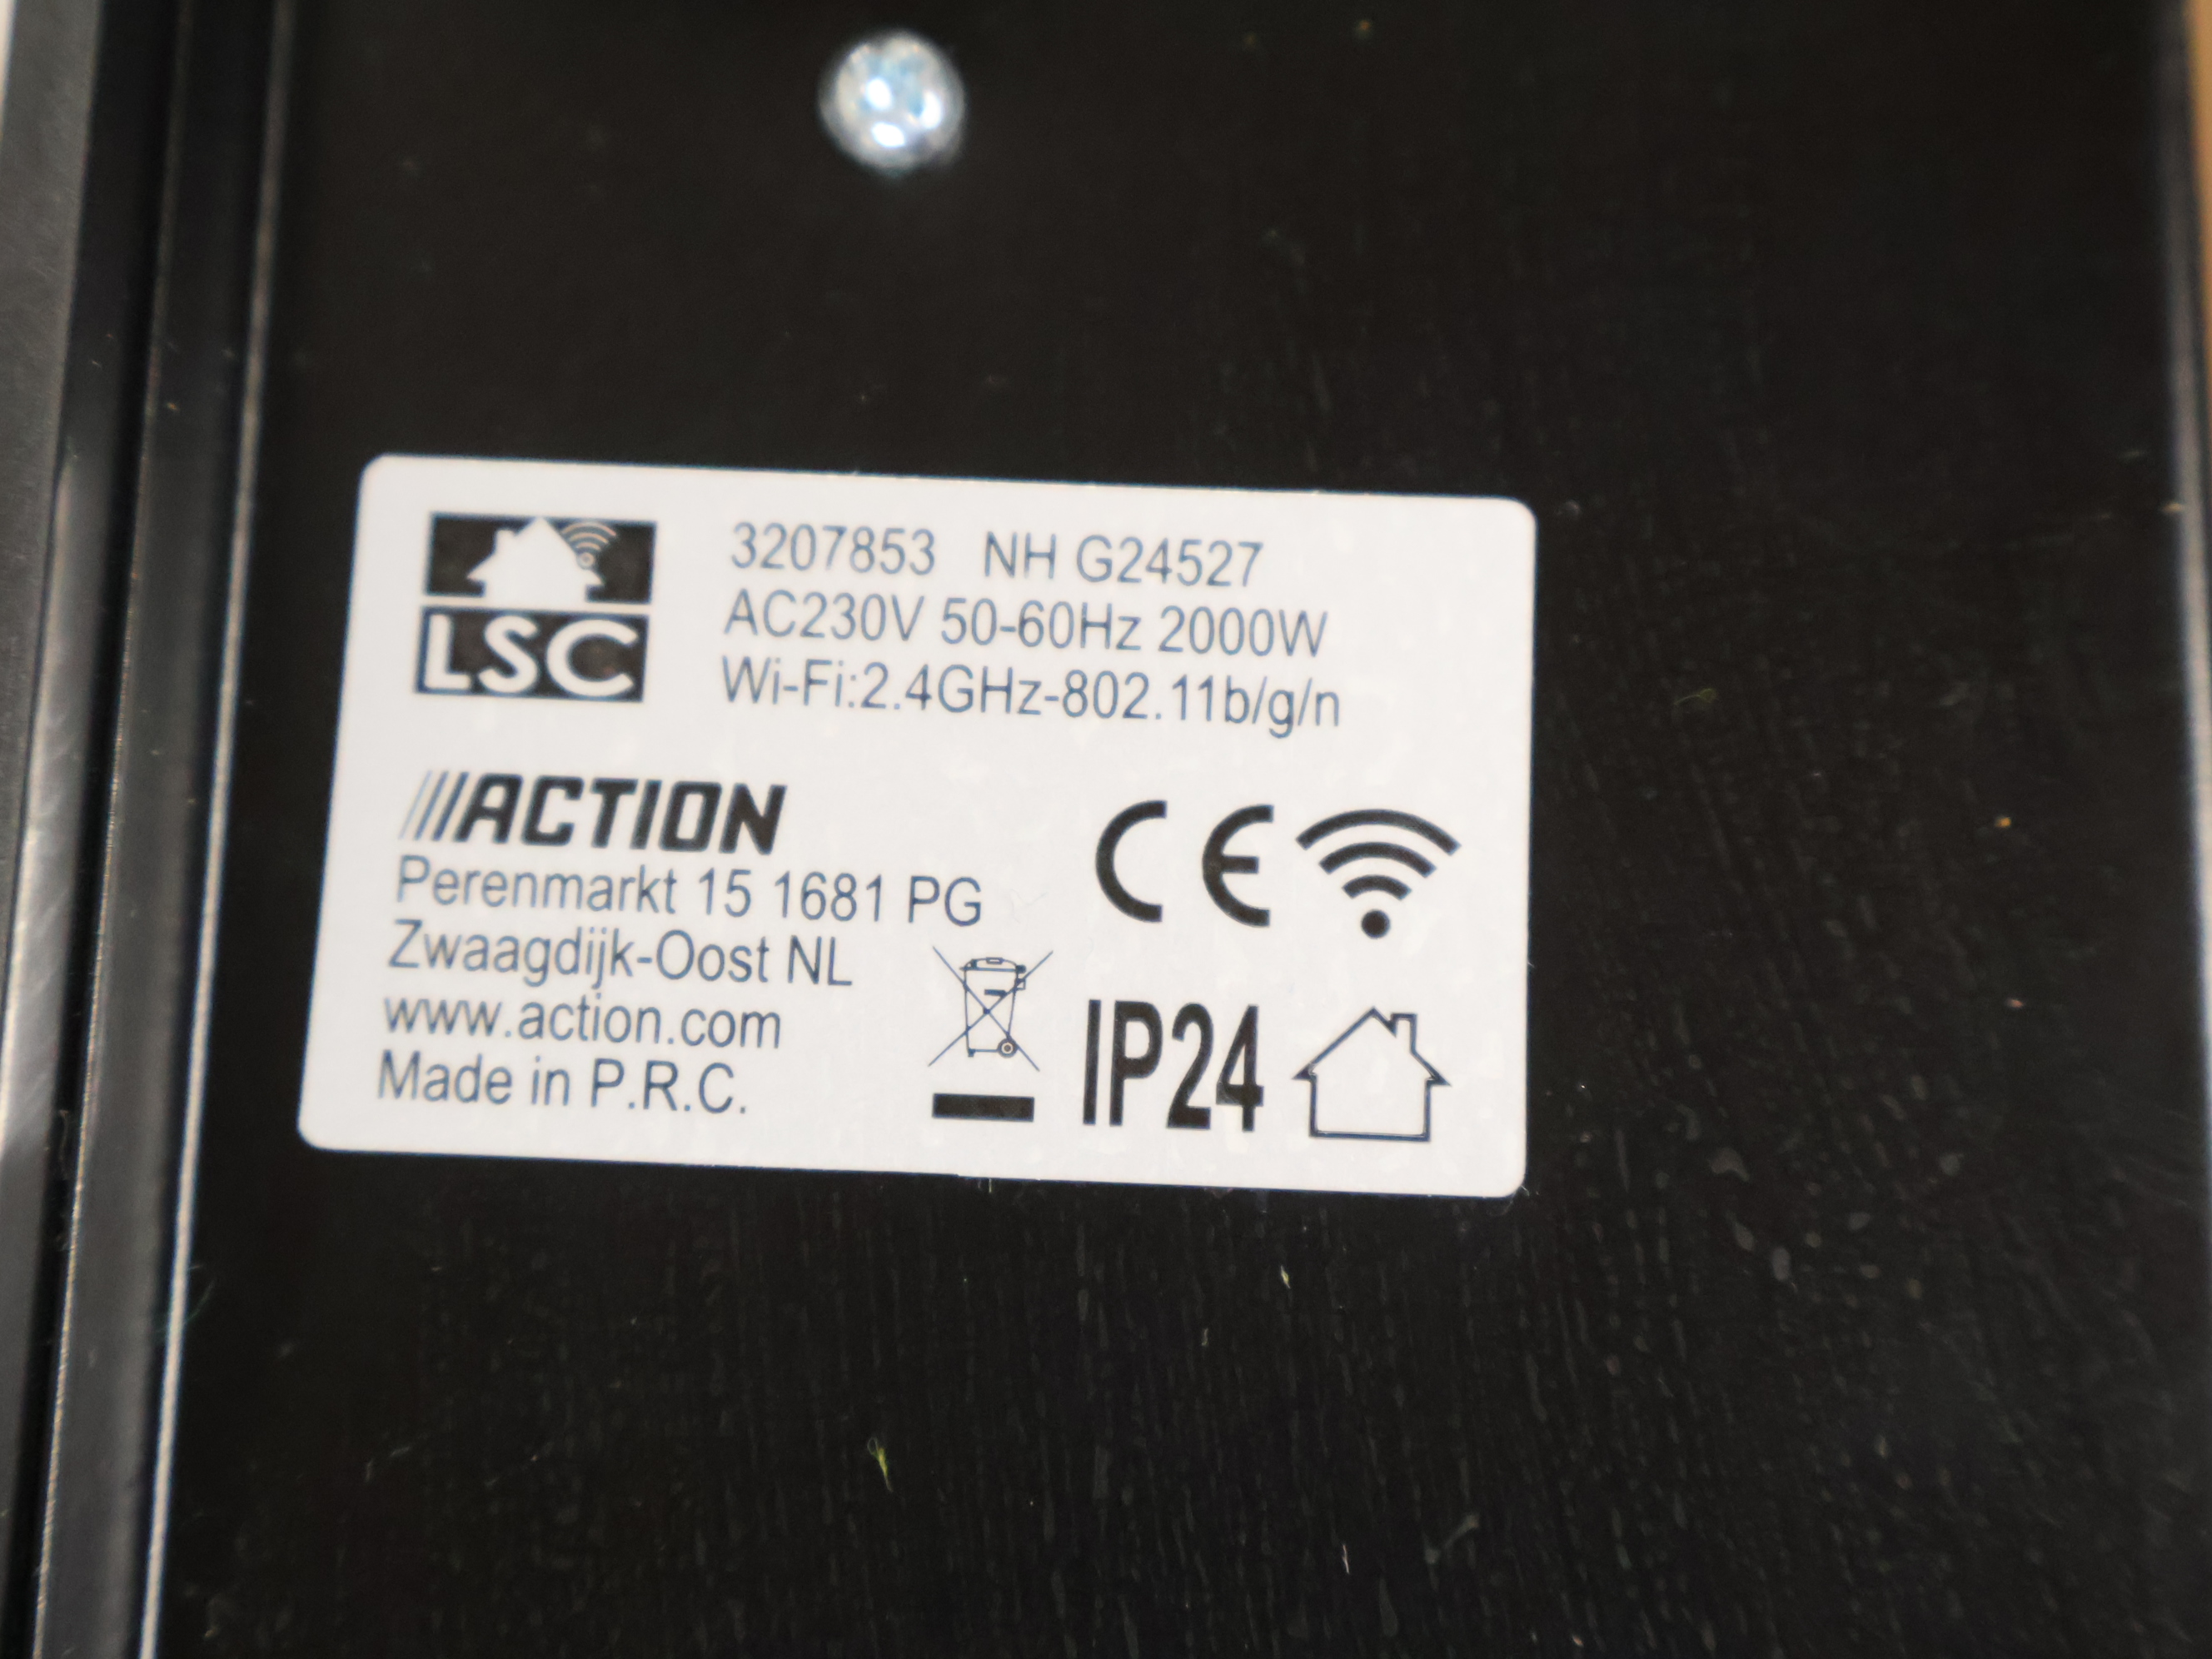 LSC
3207853 NH G24527
AC230V 50-60Hz 2000W
Wi-Fi:2.4GHz-802.11b/g/n
ACTION
Perenmarkt 15 1681 PG
Zwaagdijk-Oost NL
www.action.com
Made in P.R.C.
CE
IP24